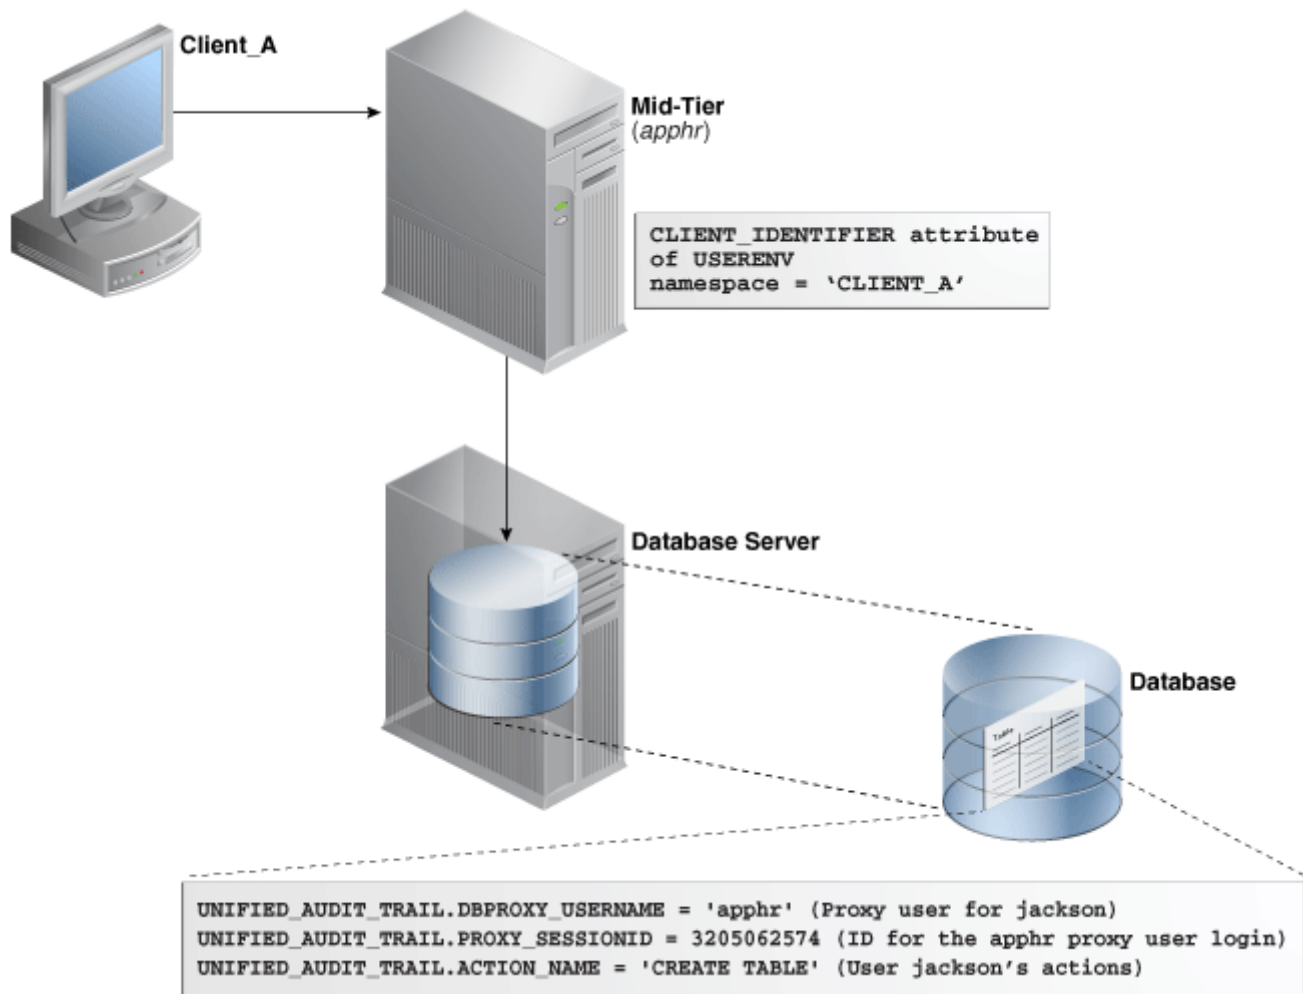 Client_A
Mid-Tier
(apphr)
CLIENT_IDENTIFIER attribute
of USERENV
namespace = ‘CLIENT_A’
Database Server
Database
Table
UNIFIED_AUDIT_TRAIL.DBPROXY_USERNAME = 'apphr' (Proxy user for jackson)
UNIFIED_AUDIT_TRAIL.PROXY_SESSIONID = 3205062574 (ID for the apphr proxy user login)
UNIFIED_AUDIT_TRAIL.ACTION_NAME = 'CREATE TABLE' (User jackson's actions)